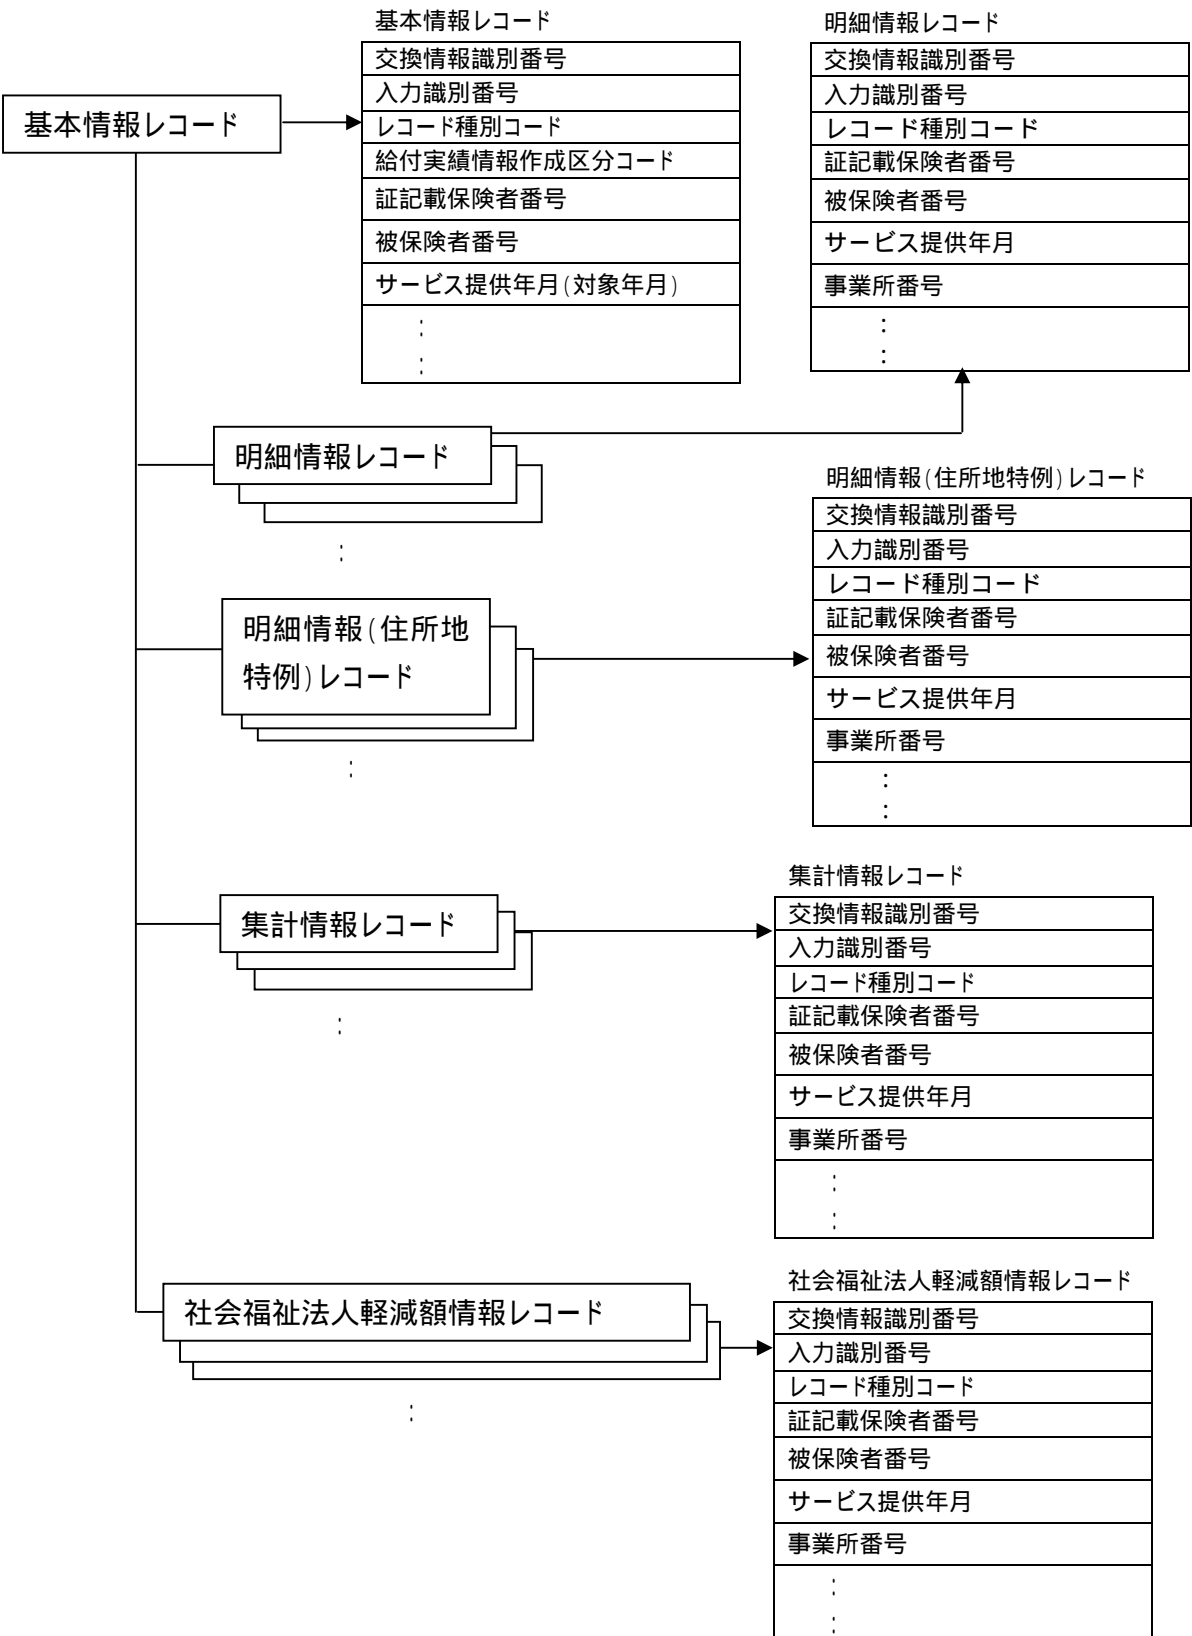 基本情報レコード
基本情報レコード
交換情報識別番号
入力識別番号
レコード種別コード
給付実績情報作成区分コード
証記載保険者番号
被保険者番号
サービス提供年月(対象年月)
:
:
明細情報レコード
交換情報識別番号
入力識別番号
レコード種別コード
証記載保険者番号
被保険者番号
サービス提供年月
事業所番号
:
:
明細情報レコード
:
明細情報(住所地
特例)レコード
:
明細情報(住所地特例)レコード
交換情報識別番号
入力識別番号
レコード種別コード
証記載保険者番号
被保険者番号
サービス提供年月
事業所番号
:
:
集計情報レコード
:
集計情報レコード
交換情報識別番号
入力識別番号
レコード種別コード
証記載保険者番号
被保険者番号
サービス提供年月
事業所番号
:
:
社会福祉法人軽減額情報レコード
:
社会福祉法人軽減額情報レコード
交換情報識別番号
入力識別番号
レコード種別コード
証記載保険者番号
被保険者番号
サービス提供年月
事業所番号
:
: